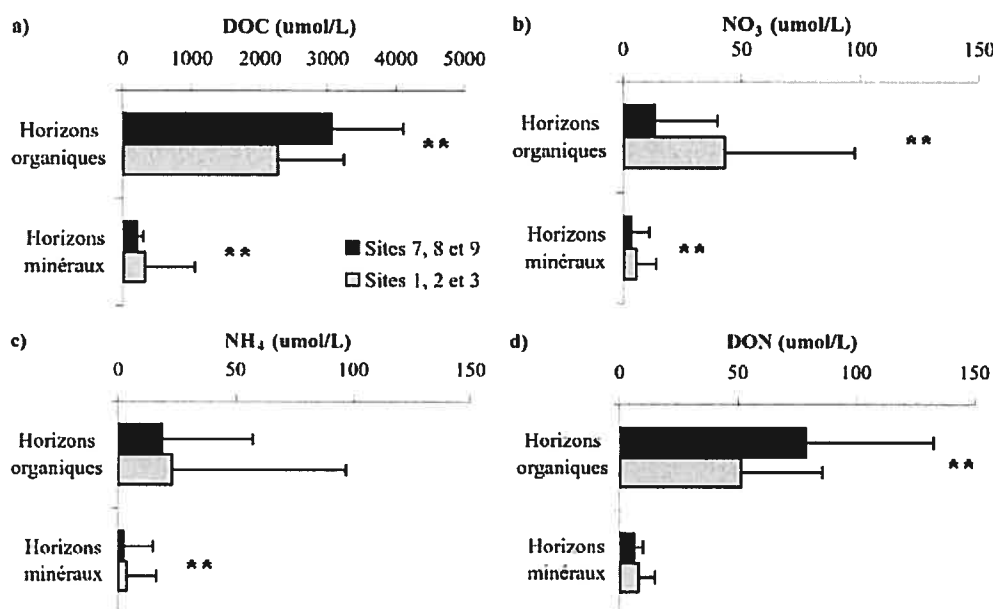 a)
DOC (umol/L)
0 1000 2000 3000 4000 5000
Horizons
organiques
**
Horizons
minéraux
**
Sites 7, 8 et 9
Sites 1, 2 et 3
b)
NO3 (umol/L)
0 50 100 150
Horizons
organiques
**
Horizons
minéraux
**
c)
NH4 (umol/L)
0 50 100 150
Horizons
organiques
Horizons
minéraux
**
d)
DON (umol/L)
0 50 100 150
Horizons
organiques
**
Horizons
minéraux